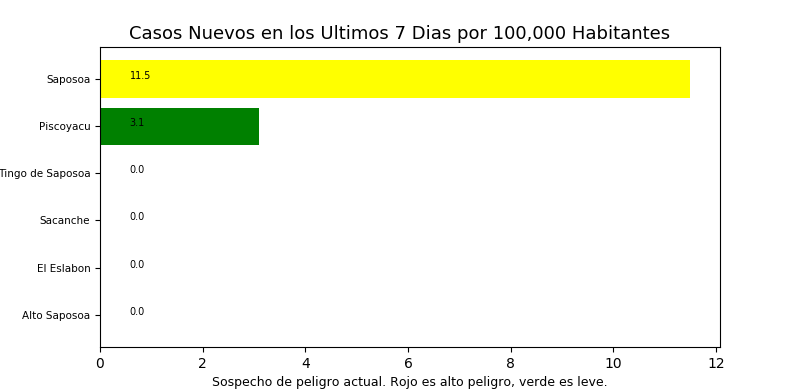 Casos Nuevos en los Ultimos 7 Dias por 100,000 Habitantes
Saposoa 11.5
Piscoyacu 3.1
Tingo de Saposoa 0.0
Sacanche 0.0
El Eslabon 0.0
Alto Saposoa 0.0
0 2 4 6 8 10 12
Sospecho de peligro actual. Rojo es alto peligro, verde es leve.